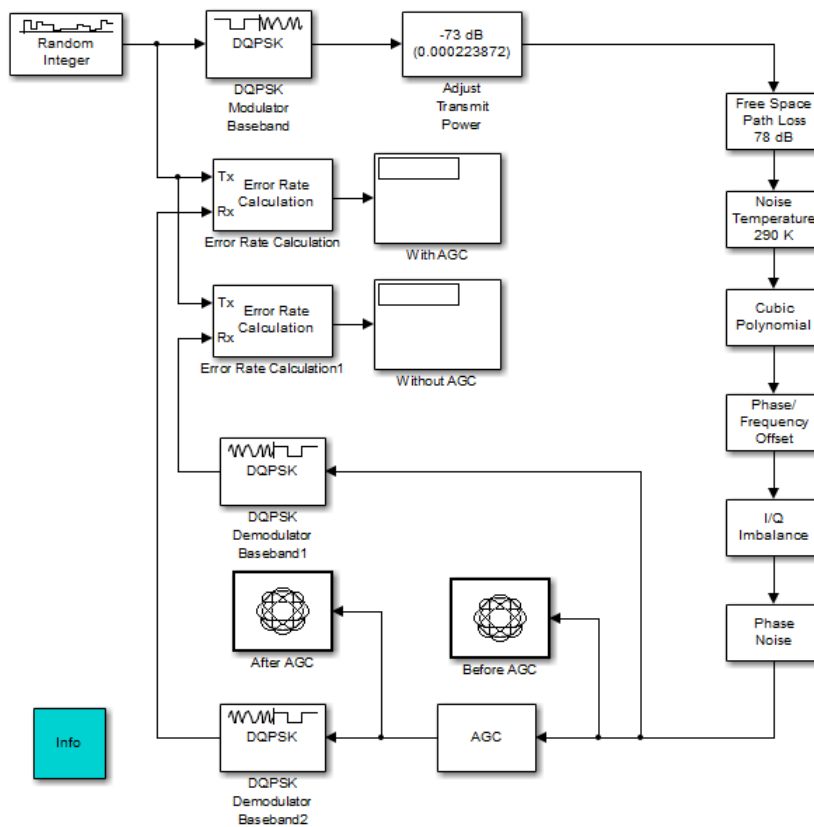 Random
Integer
DQPSK
DQPSK
Modulator
Baseband
-73 dB
(0.000223872)
Adjust
Transmit
Power
Free Space
Path Loss
78 dB
Noise
Temperature
290 K
Cubic
Polynomial
Phase/
Frequency
Offset
I/Q
Imbalance
Phase
Noise
Tx
Rx
Error Rate
Calculation
Error Rate Calculation
With AGC
Tx
Rx
Error Rate
Calculation
Error Rate Calculation1
Without AGC
DQPSK
DQPSK
Demodulator
Baseband1
After AGC
Before AGC
Info
DQPSK
DQPSK
Demodulator
Baseband2
AGC